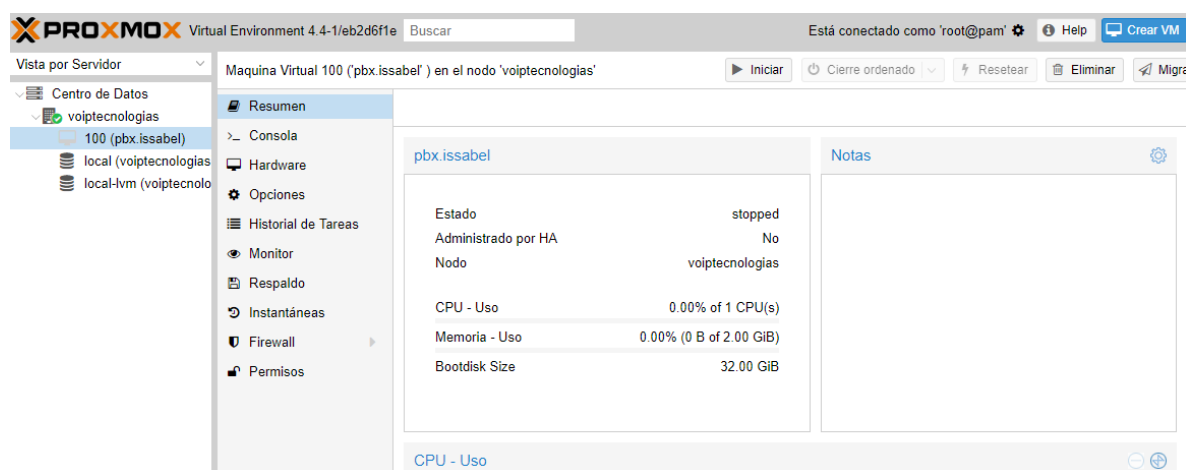 PROXMOX Virtual Environment 4.4-1/eb2d6f1e Buscar Está conectado como 'root@pam' Help Crear VM
Vista por Servidor
Centro de Datos
voiptecnologias
100 (pbx.issabel)
local (voiptecnologias
local-lvm (voiptecnolo
Maquina Virtual 100 ('pbx.issabel' ) en el nodo 'voiptecnologias' Iniciar Cierre ordenado Resetear Eliminar Migra
Resumen
Consola
Hardware
Opciones
Historial de Tareas
Monitor
Respaldo
Instantáneas
Firewall
Permisos
pbx.issabel
Estado stopped
Administrado por HA No
Nodo voiptecnologias
CPU - Uso 0.00% of 1 CPU(s)
Memoria - Uso 0.00% (0 B of 2.00 GiB)
Bootdisk Size 32.00 GiB
Notas
CPU - Uso